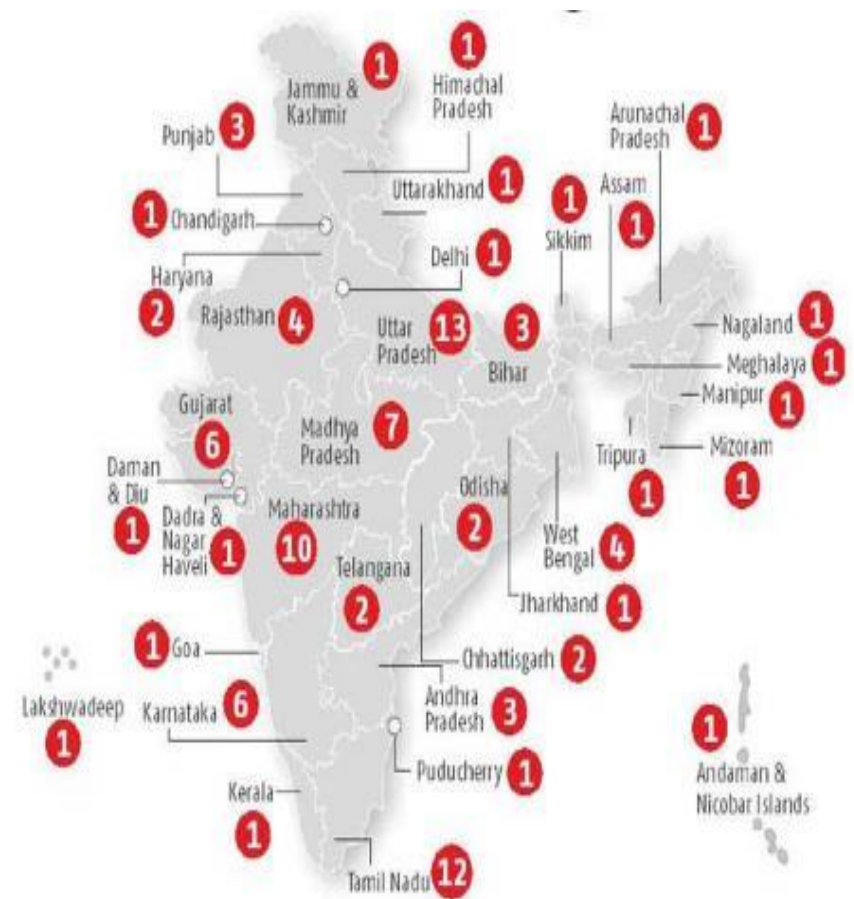 1
Jammu &
Kashmir
1
Himachal
Pradesh
Punjab 3
Arunachal
Pradesh 1
Uttarakhand 1
1 Chandigarh
1
Sikkim
Assam
1
Delhi 1
Haryana
2
Rajasthan 4
Uttar
Pradesh 13
3
Bihar
Nagaland 1
Meghalaya 1
Manipur 1
Mizoram
1
Tripura
1
Gujarat
6
Madhya
Pradesh 7
Daman
& Diu
1
Dadra &
Nagar
Haveli 1
Maharashtra
10
Odisha
2
West
Bengal 4
Telangana
2
Jharkhand 1
1 Goa
Chhattisgarh 2
Lakshwadeep
1
Karnataka 6
Andhra
Pradesh 3
Puducherry 1
1
Andaman &
Nicobar Islands
Kerala
1
Tamil Nadu 12